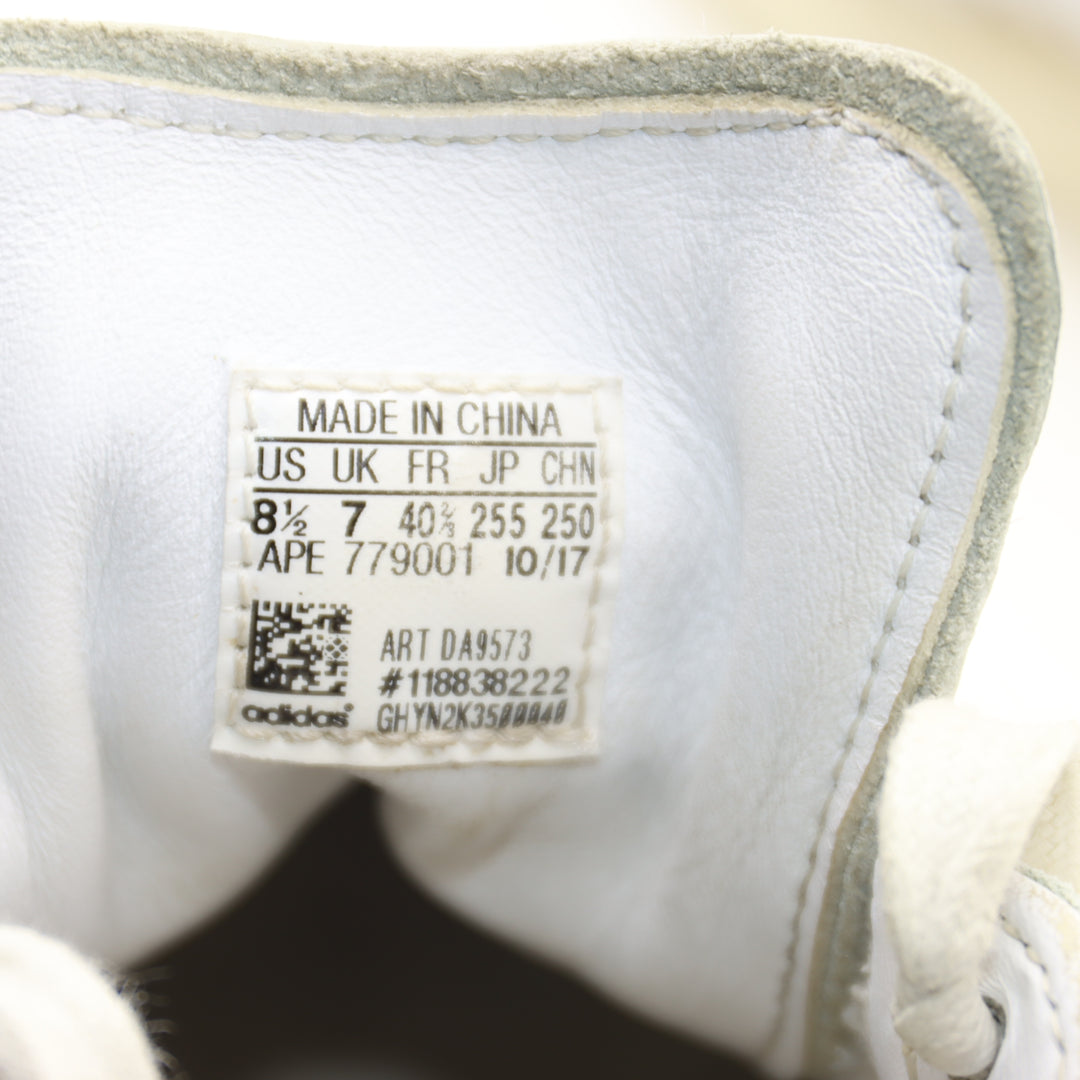 MADE IN CHINA
US UK FR JP CHN
8½ 7 40⅔ 255 250
APE 779001 10/17
ART DA9573
#118838222
adidas® GHYN2K3500040